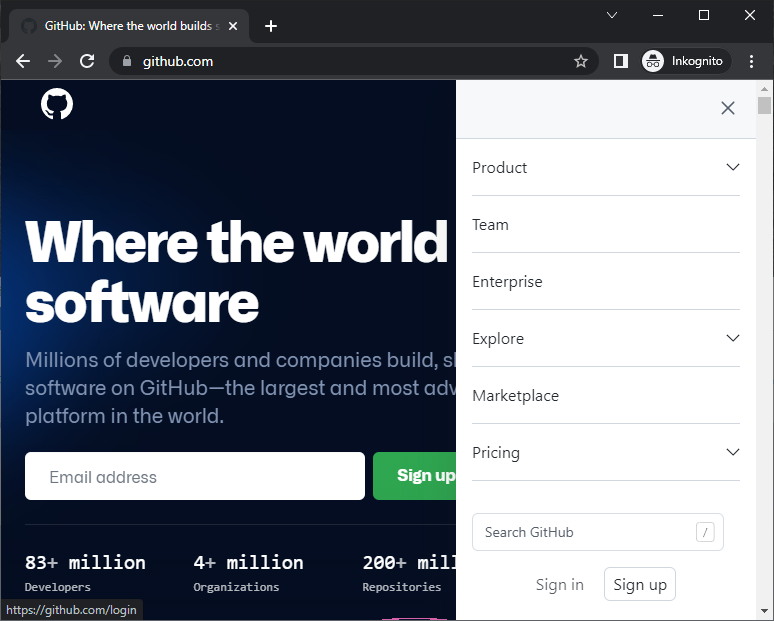 GitHub: Where the world builds s
github.com
Inkognito
Where the world
software
Millions of developers and companies build, sl
software on GitHub—the largest and most adv
platform in the world.
Email address
Sign up
83+ million
Developers
4+ million
Organizations
200+ mill
Repositories
Product
Team
Enterprise
Explore
Marketplace
Pricing
Search GitHub /
Sign in
Sign up
https://github.com/login